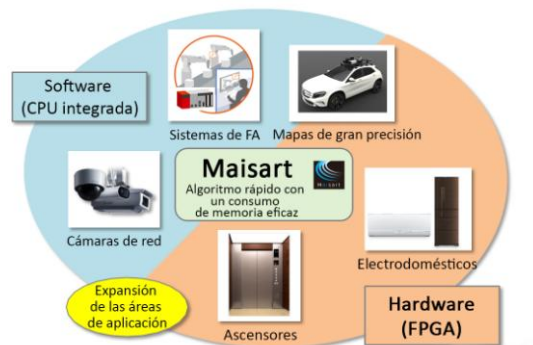 Software
(CPU integrada)
Sistemas de FA
Mapas de gran precisión
Maisart
Algoritmo rápido con
un consumo
de memoria eficaz
Cámaras de red
Electrodomésticos
Expansión
de las áreas
de aplicación
Ascensores
Hardware
(FPGA)